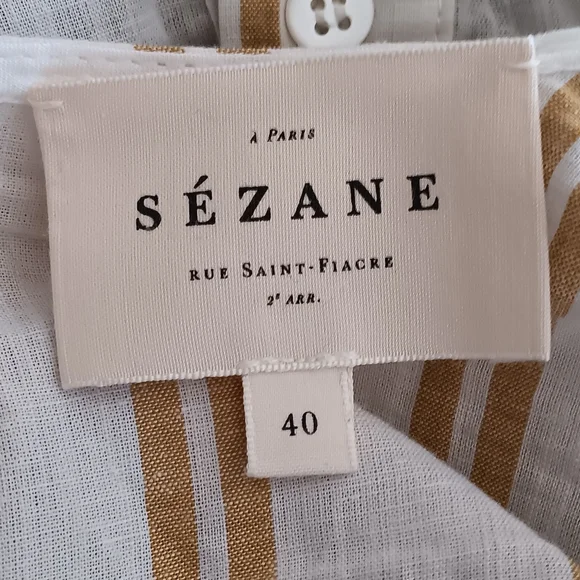 À PARIS
SÉZANE
RUE SAINT-FIACRE
2ᵉ ARR.
40